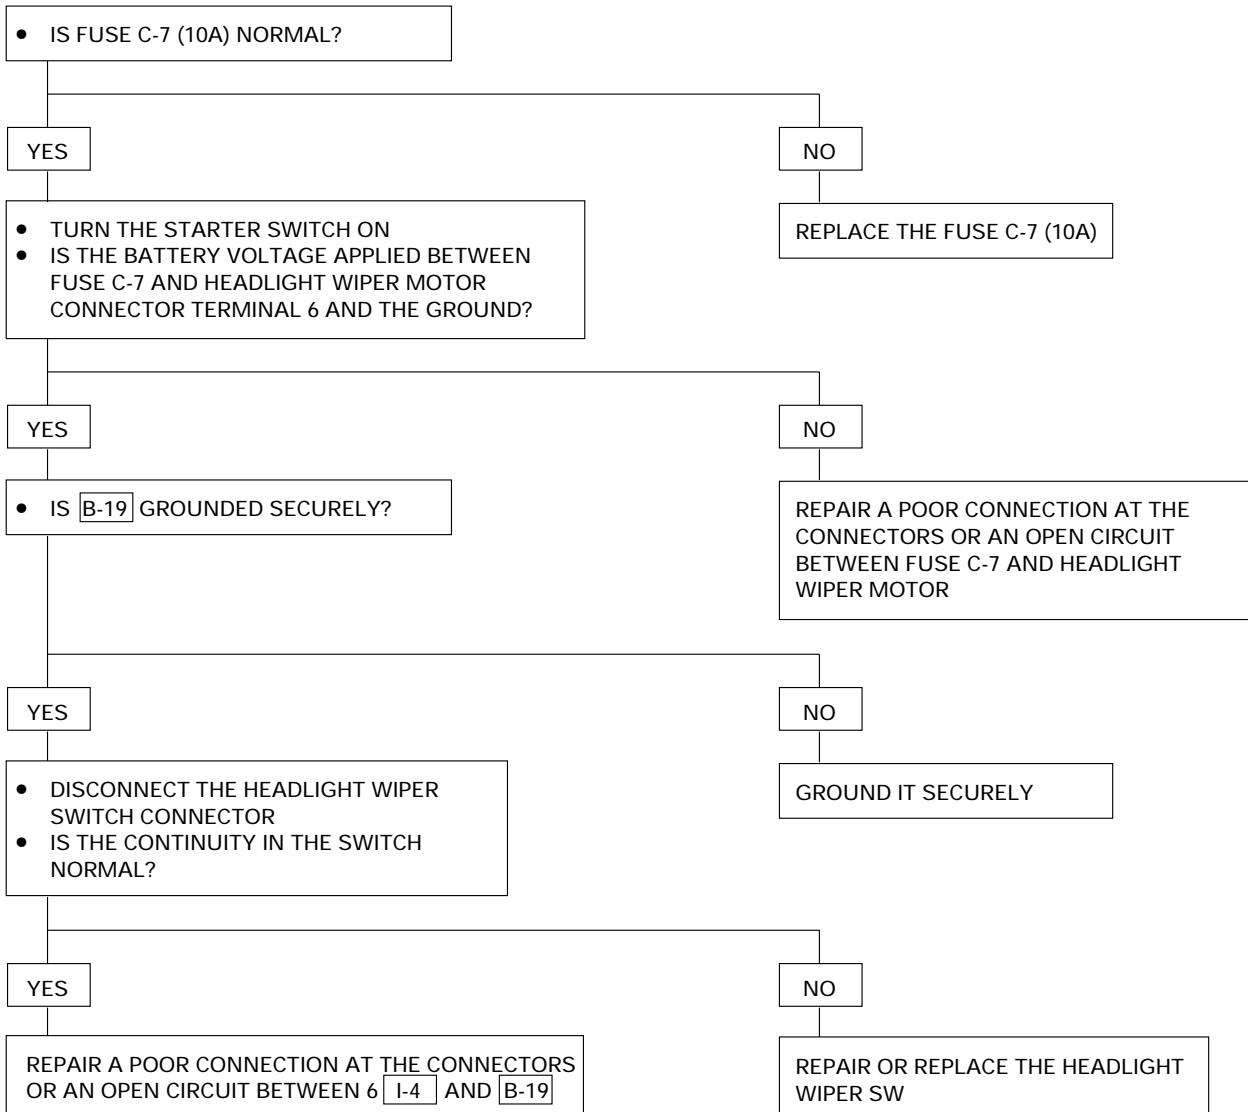 • IS FUSE C-7 (10A) NORMAL?
YES
NO
• TURN THE STARTER SWITCH ON
• IS THE BATTERY VOLTAGE APPLIED BETWEEN
FUSE C-7 AND HEADLIGHT WIPER MOTOR
CONNECTOR TERMINAL 6 AND THE GROUND?
REPLACE THE FUSE C-7 (10A)
YES
NO
• IS B-19 GROUNDED SECURELY?
REPAIR A POOR CONNECTION AT THE
CONNECTORS OR AN OPEN CIRCUIT
BETWEEN FUSE C-7 AND HEADLIGHT
WIPER MOTOR
YES
NO
• DISCONNECT THE HEADLIGHT WIPER
SWITCH CONNECTOR
• IS THE CONTINUITY IN THE SWITCH
NORMAL?
GROUND IT SECURELY
YES
NO
REPAIR A POOR CONNECTION AT THE CONNECTORS
OR AN OPEN CIRCUIT BETWEEN 6 I-4 AND B-19
REPAIR OR REPLACE THE HEADLIGHT
WIPER SW